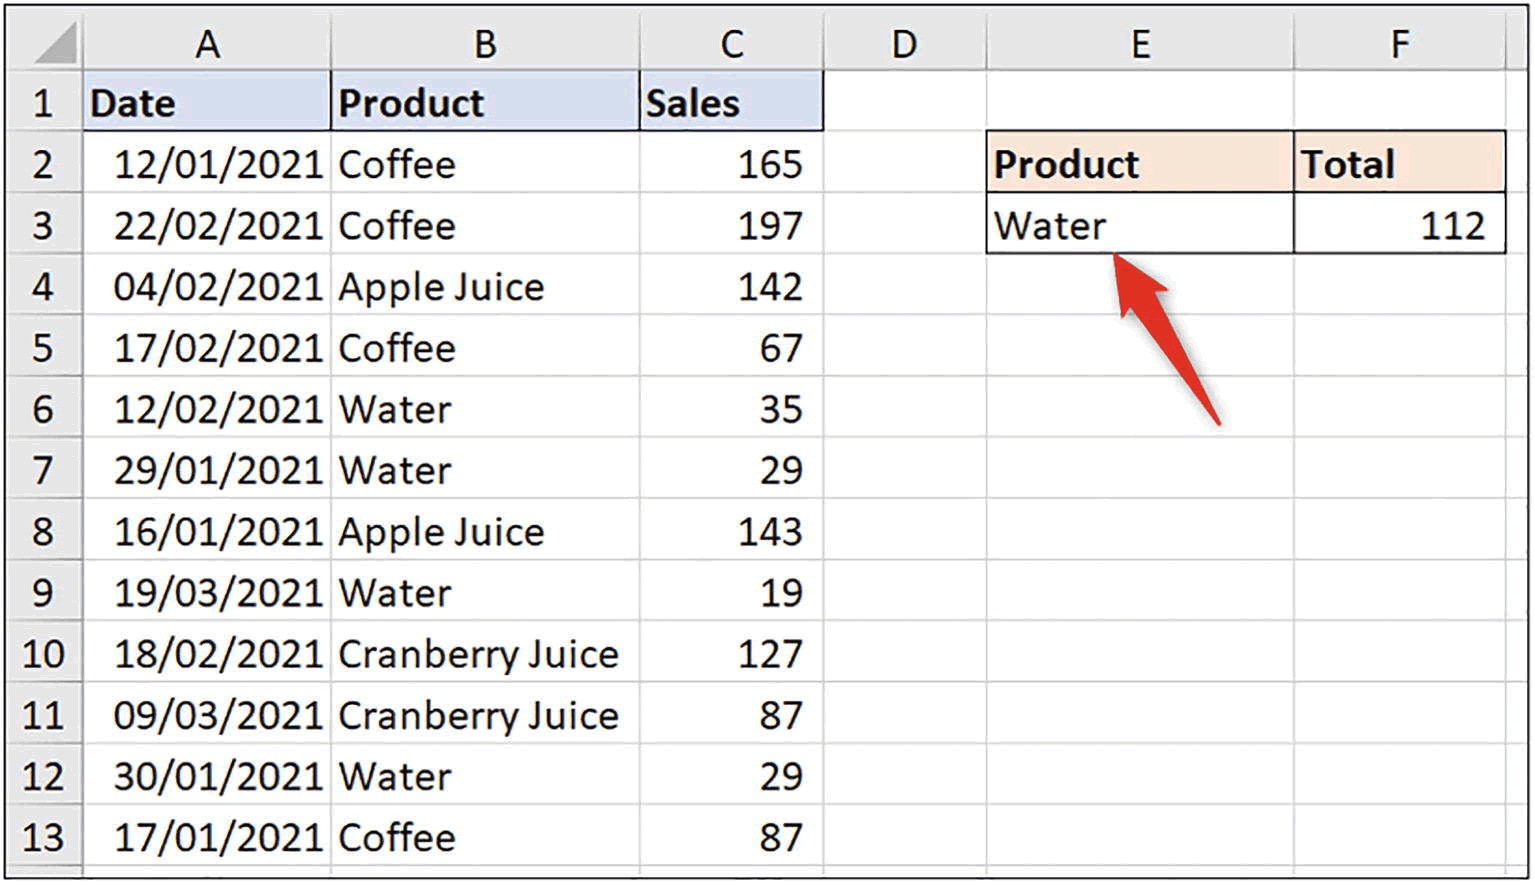 A B C D E F
1 Date Product Sales
2 12/01/2021 Coffee 165 Product Total
3 22/02/2021 Coffee 197 Water 112
4 04/02/2021 Apple Juice 142
5 17/02/2021 Coffee 67
6 12/02/2021 Water 35
7 29/01/2021 Water 29
8 16/01/2021 Apple Juice 143
9 19/03/2021 Water 19
10 18/02/2021 Cranberry Juice 127
11 09/03/2021 Cranberry Juice 87
12 30/01/2021 Water 29
13 17/01/2021 Coffee 87